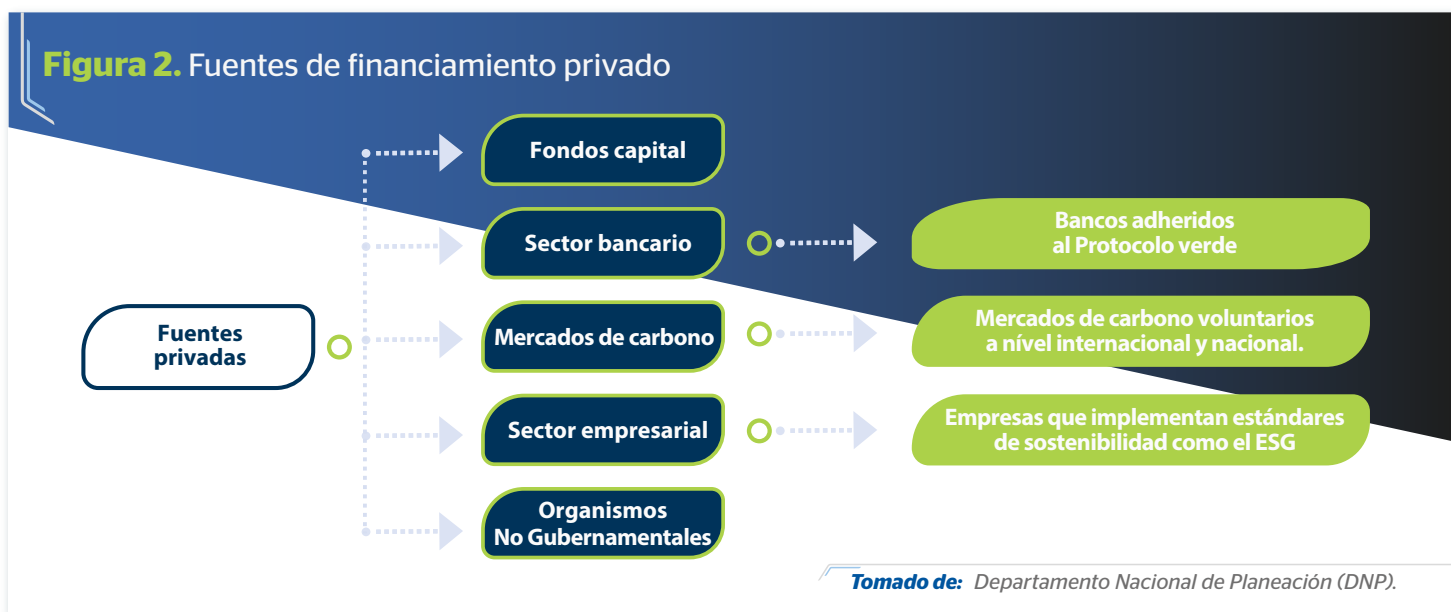 Figura 2. Fuentes de financiamiento privado
Fondos capital
Sector bancario
Bancos adheridos
al Protocolo verde
Fuentes
privadas
Mercados de carbono
Mercados de carbono voluntarios
a nível internacional y nacional.
Sector empresarial
Empresas que implementan estándares
de sostenibilidad como el ESG
Organismos
No Gubernamentales
Tomado de: Departamento Nacional de Planeación (DNP).